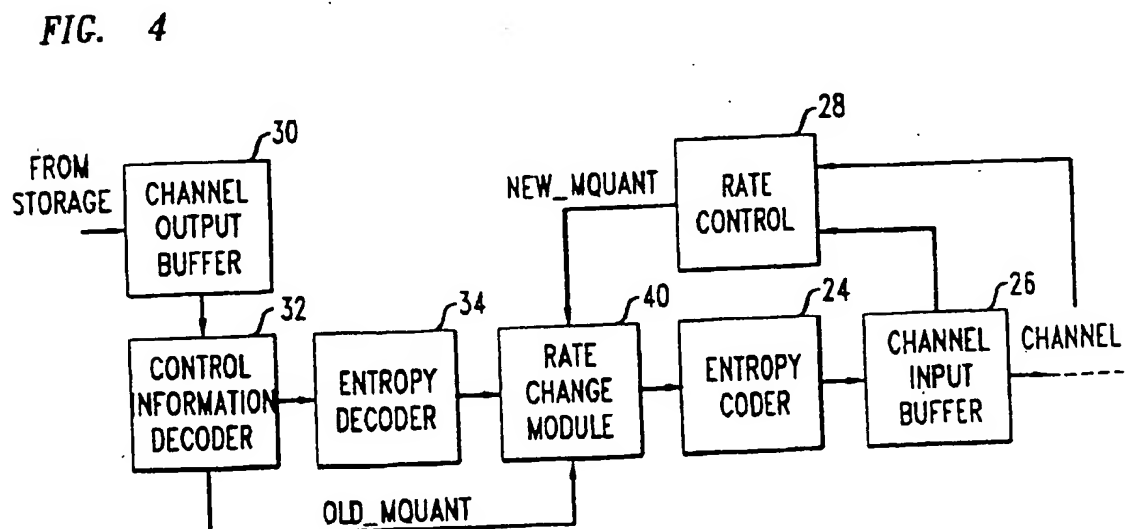 FIG. 4
FROM
STORAGE
30
CHANNEL
OUTPUT
BUFFER
28
RATE
CONTROL
NEW_MQUANT
32
CONTROL
INFORMATION
DECODER
34
ENTROPY
DECODER
40
RATE
CHANGE
MODULE
24
ENTROPY
CODER
26
CHANNEL
INPUT
BUFFER
CHANNEL
OLD_MQUANT